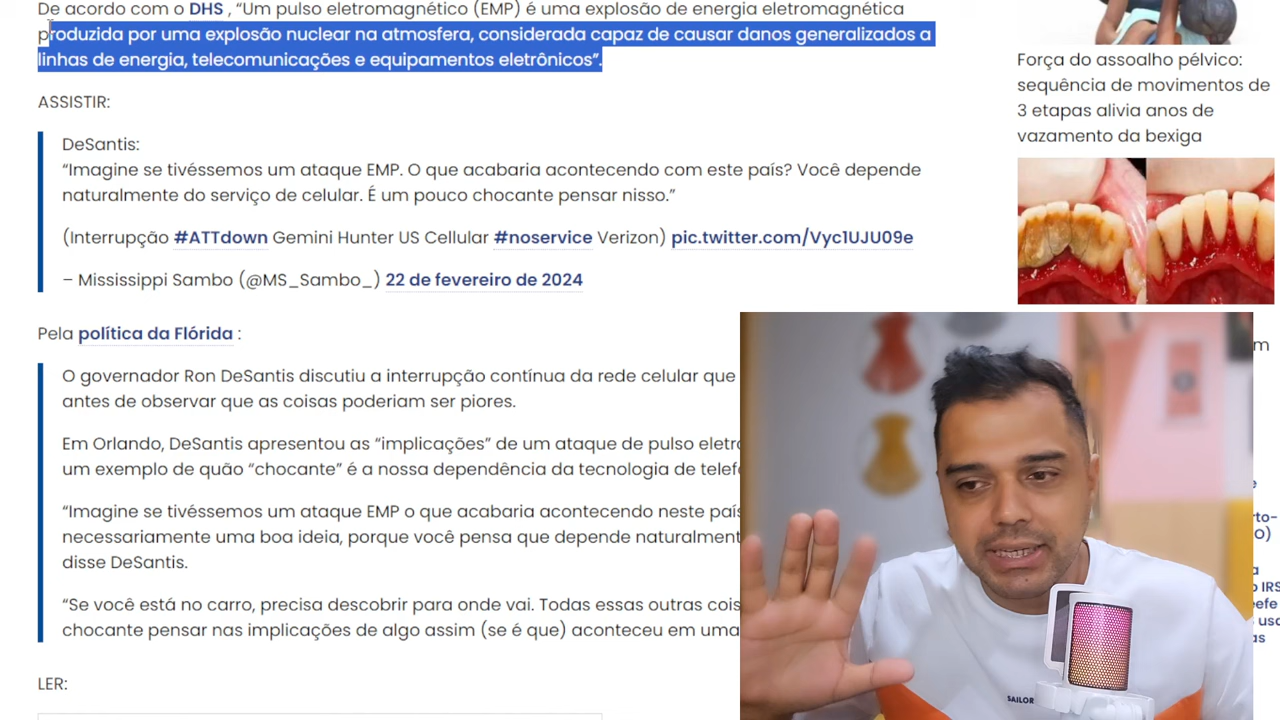 De acordo com o DHS , “Um pulso eletromagnético (EMP) é uma explosão de energia eletromagnética
produzida por uma explosão nuclear na atmosfera, considerada capaz de causar danos generalizados a
linhas de energia, telecomunicações e equipamentos eletrônicos”.
ASSISTIR:
DeSantis:
“Imagine se tivéssemos um ataque EMP. O que acabaria acontecendo com este país? Você depende
naturalmente do serviço de celular. É um pouco chocante pensar nisso.”
(Interrupção #ATTdown Gemini Hunter US Cellular #noservice Verizon) pic.twitter.com/Vyc1UJU09e
– Mississippi Sambo (@MS_Sambo_) 22 de fevereiro de 2024
Pela política da Flórida :
O governador Ron DeSantis discutiu a interrupção contínua da rede celular que
antes de observar que as coisas poderiam ser piores.
Em Orlando, DeSantis apresentou as “implicações” de um ataque de pulso
um exemplo de quão “chocante” é a nossa dependência da tecnologia de
“Imagine se tivéssemos um ataque EMP o que acabaria acontecendo neste
necessariamente uma boa ideia, porque você pensa que depende
disse DeSantis.
“Se você está no carro, precisa descobrir para onde vai. Todas essas outras
chocante pensar nas implicações de algo assim (se é que) aconteceu em uma
LER:
Força do assoalho pélvico:
sequência de movimentos de
3 etapas alivia anos de
vazamento da bexiga
IRS
SAILOR